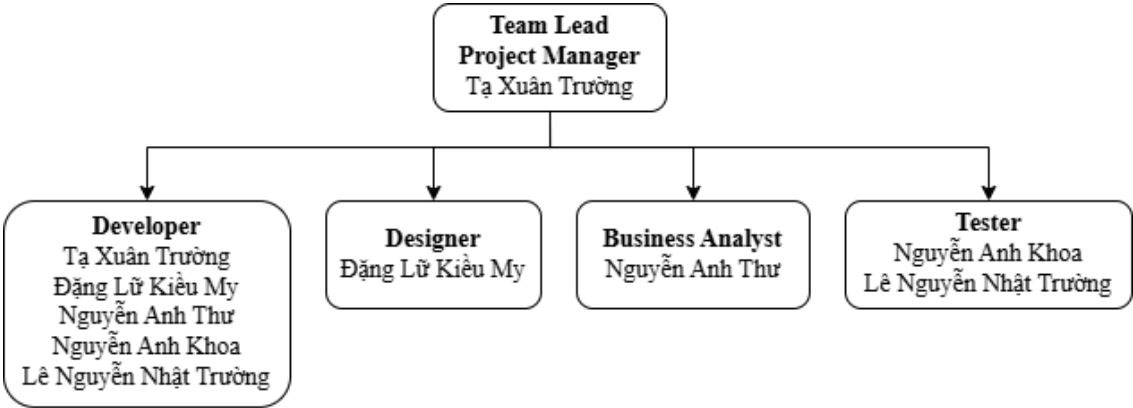 Team Lead
Project Manager
Tạ Xuân Trường
Developer
Tạ Xuân Trường
Đặng Lữ Kiều My
Nguyễn Anh Thư
Nguyễn Anh Khoa
Lê Nguyễn Nhật Trường
Designer
Đặng Lữ Kiều My
Business Analyst
Nguyễn Anh Thư
Tester
Nguyễn Anh Khoa
Lê Nguyễn Nhật Trường